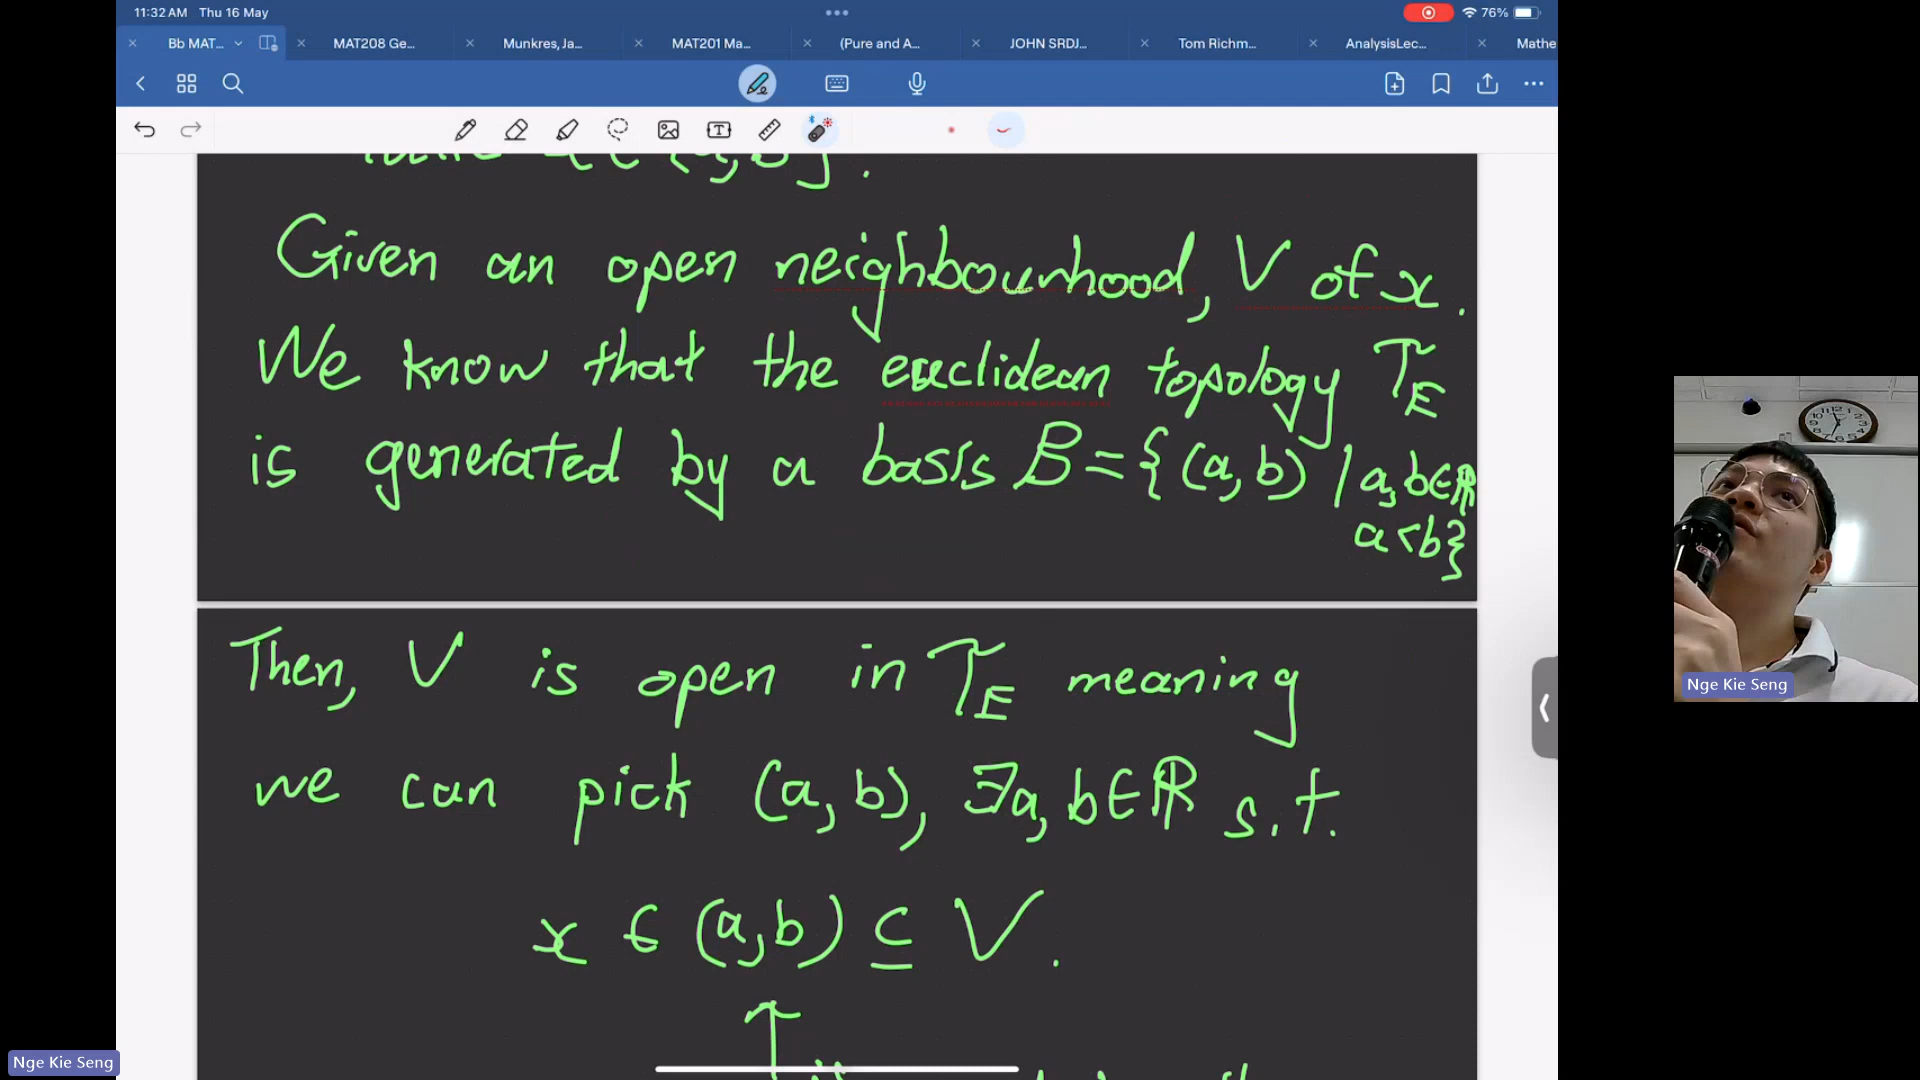 11:32 AM Thu 16 May
76%
Bb MAT... MAT208 Ge... Munkres, Ja... MAT201 Ma... (Pure and A... JOHN SRDJ... Tom Richm... AnalysisLec... Mathe
Given an open neighbourhood, V of x.
We know that the euclidean topology T_E
is generated by a basis B = {(a,b) | a, b ∈ ℝ
a < b}
Then, V is open in T_E meaning
we can pick (a, b), ∃a, b ∈ ℝ s.t.
x ∈ (a,b) ⊆ V.
Nge Kie Seng
Nge Kie Seng